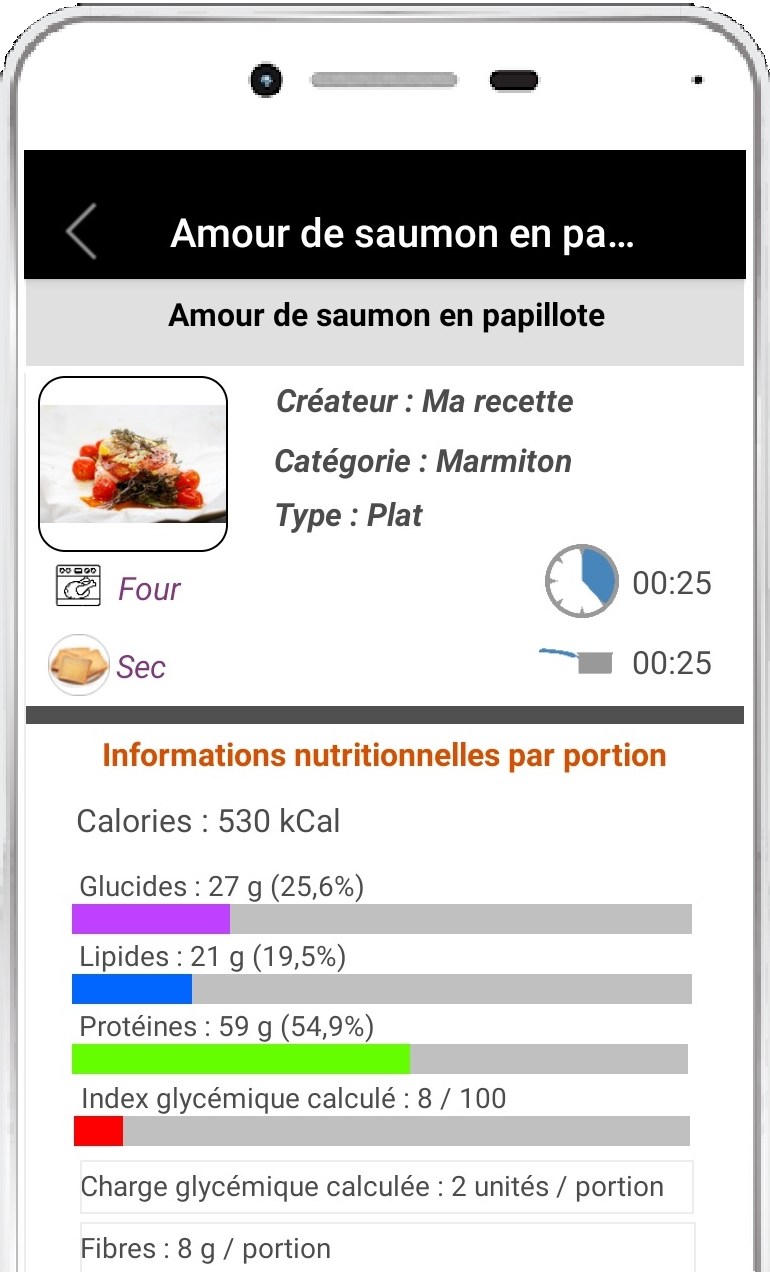 Amour de saumon en pa...
Amour de saumon en papillote
Créateur : Ma recette
Catégorie : Marmiton
Type : Plat
Four
00:25
Sec
00:25
Informations nutritionnelles par portion
Calories : 530 kCal
Glucides : 27 g (25,6%)
Lipides : 21 g (19,5%)
Protéines : 59 g (54,9%)
Index glycémique calculé : 8 / 100
Charge glycémique calculée : 2 unités / portion
Fibres : 8 g / portion